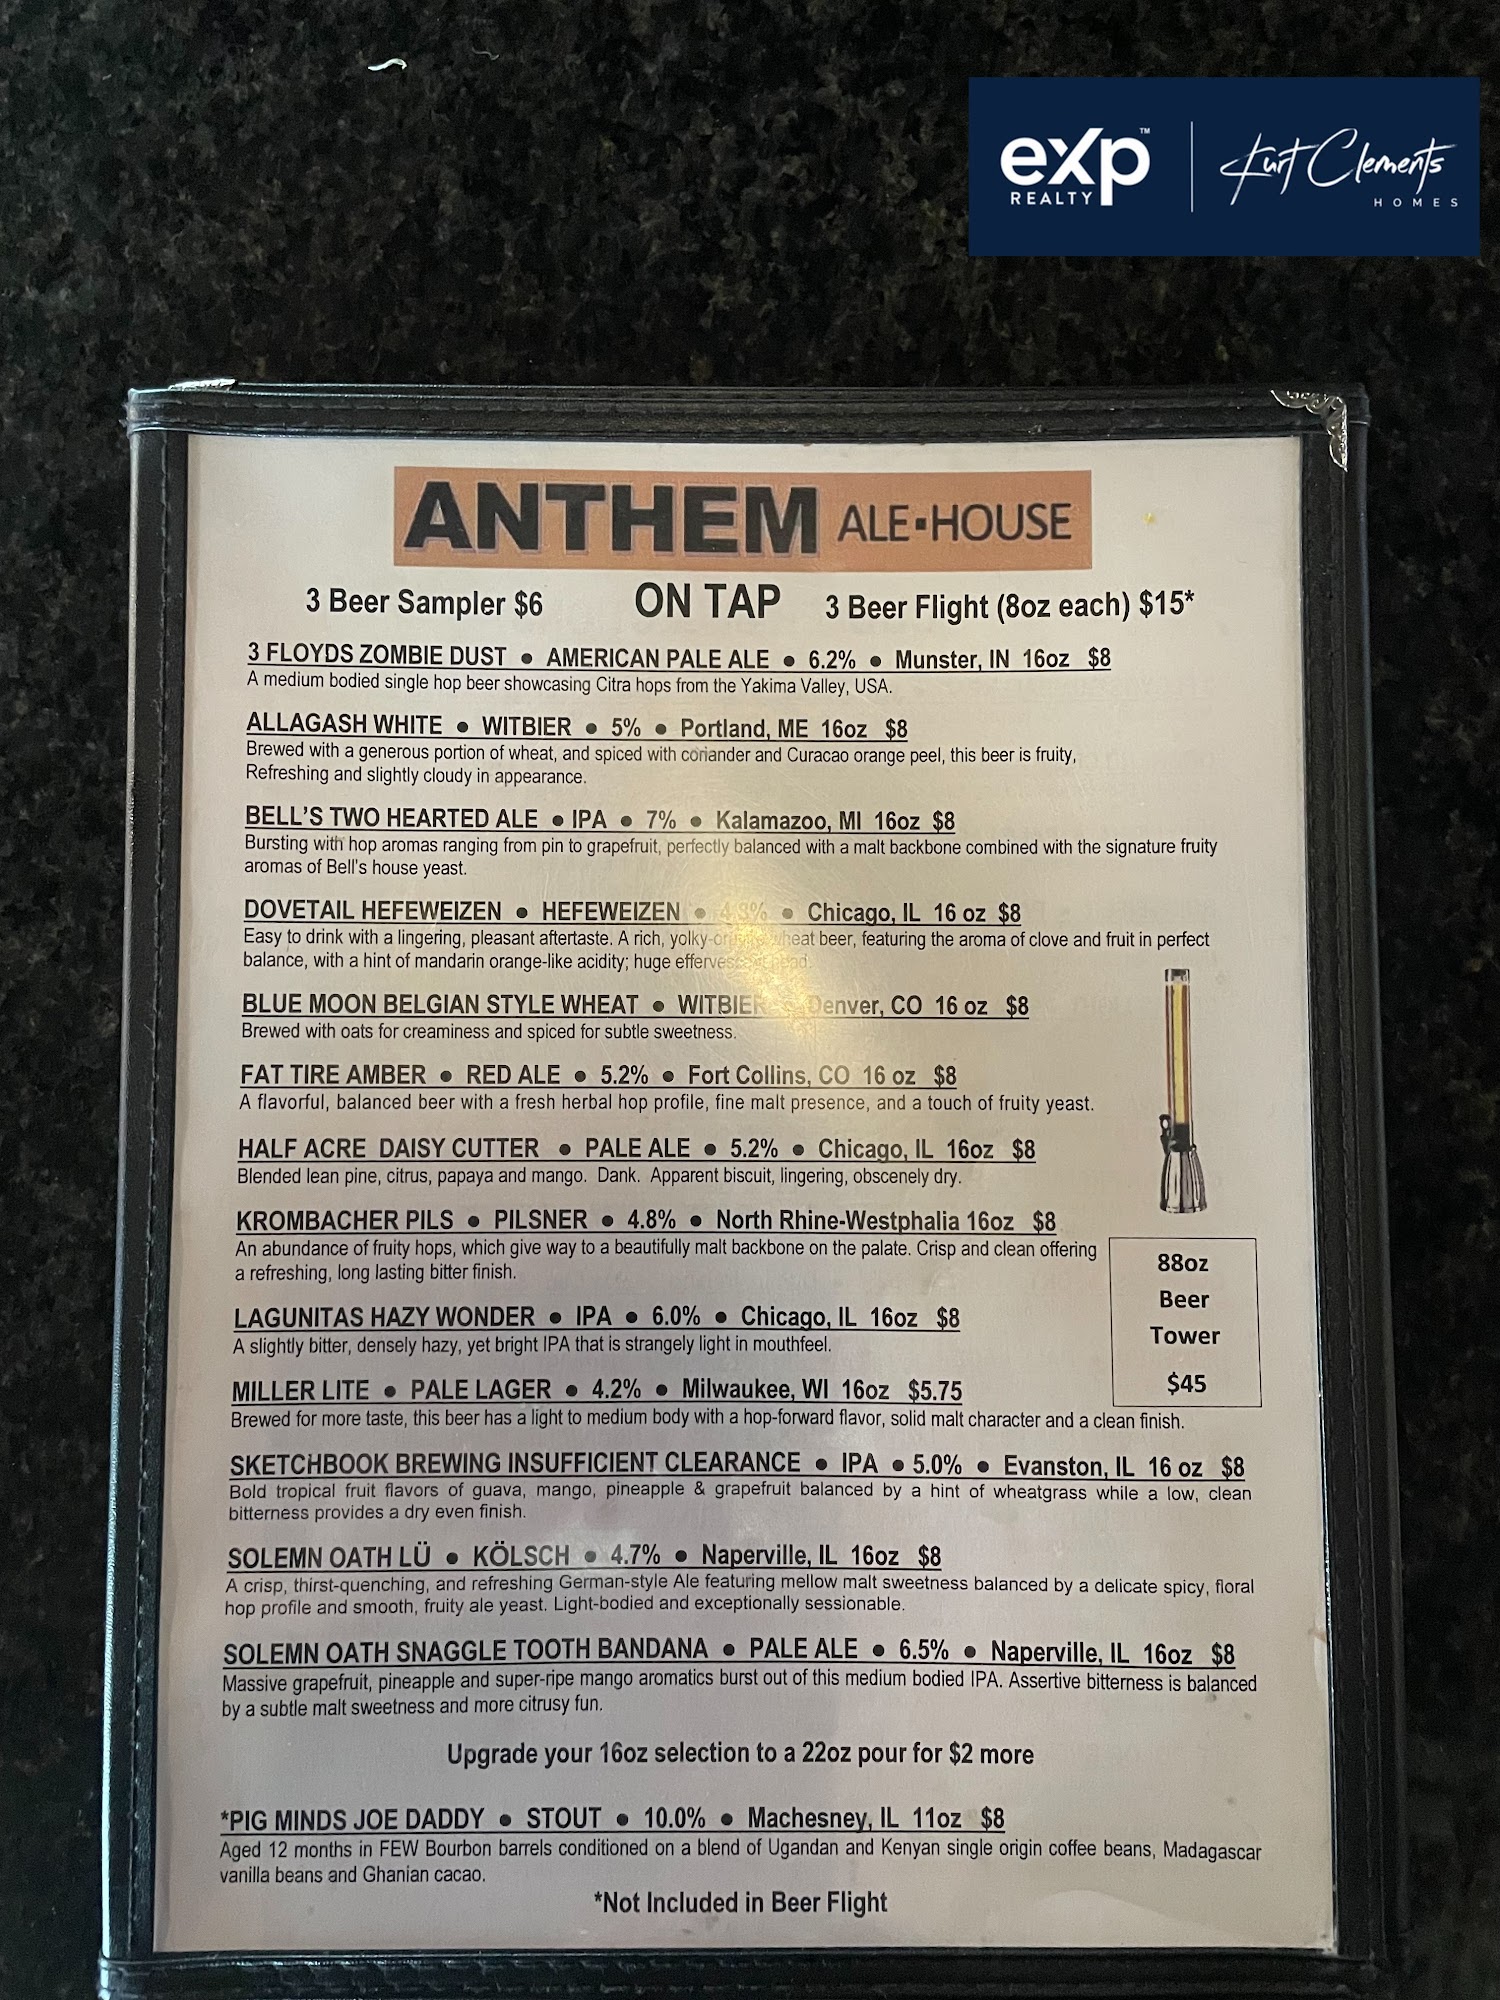 eXp™
REALTY
Kurt Clements
HOMES
ANTHEM ALE▪HOUSE
3 Beer Sampler $6 ON TAP 3 Beer Flight (8oz each) $15*
3 FLOYDS ZOMBIE DUST ● AMERICAN PALE ALE ● 6.2% ● Munster, IN 16oz $8
A medium bodied single hop beer showcasing Citra hops from the Yakima Valley, USA.
ALLAGASH WHITE ● WITBIER ● 5% ● Portland, ME 16oz $8
Brewed with a generous portion of wheat, and spiced with coriander and Curacao orange peel, this beer is fruity,
Refreshing and slightly cloudy in appearance.
BELL'S TWO HEARTED ALE ● IPA ● 7% ● Kalamazoo, MI 16oz $8
Bursting with hop aromas ranging from pin to grapefruit, perfectly balanced with a malt backbone combined with the signature fruity
aromas of Bell's house yeast.
DOVETAIL HEFEWEIZEN ● HEFEWEIZEN ● ● Chicago, IL 16 oz $8
Easy to drink with a lingering, pleasant aftertaste. A rich, beer, featuring the aroma of clove and fruit in perfect
balance, with a hint of mandarin orange-like acidity; huge
BLUE MOON BELGIAN STYLE WHEAT ● WITBIER ● Denver, CO 16 oz $8
Brewed with oats for creaminess and spiced for subtle sweetness.
FAT TIRE AMBER ● RED ALE ● 5.2% ● Fort Collins, CO 16 oz $8
A flavorful, balanced beer with a fresh herbal hop profile, fine malt presence, and a touch of fruity yeast.
HALF ACRE DAISY CUTTER ● PALE ALE ● 5.2% ● Chicago, IL 16oz $8
Blended lean pine, citrus, papaya and mango. Dank. Apparent biscuit, lingering, obscenely dry.
KROMBACHER PILS ● PILSNER ● 4.8% ● North Rhine-Westphalia 16oz $8
An abundance of fruity hops, which give way to a beautifully malt backbone on the palate. Crisp and clean offering
a refreshing, long lasting bitter finish.
LAGUNITAS HAZY WONDER ● IPA ● 6.0% ● Chicago, IL 16oz $8
A slightly bitter, densely hazy, yet bright IPA that is strangely light in mouthfeel.
MILLER LITE ● PALE LAGER ● 4.2% ● Milwaukee, WI 16oz $5.75
Brewed for more taste, this beer has a light to medium body with a hop-forward flavor, solid malt character and a clean finish.
88oz
Beer
Tower
$45
SKETCHBOOK BREWING INSUFFICIENT CLEARANCE ● IPA ● 5.0% ● Evanston, IL 16 oz $8
Bold tropical fruit flavors of guava, mango, pineapple & grapefruit balanced by a hint of wheatgrass while a low, clean
bitterness provides a dry even finish.
SOLEMN OATH LÜ ● KÖLSCH ● 4.7% ● Naperville, IL 16oz $8
A crisp, thirst-quenching, and refreshing German-style Ale featuring mellow malt sweetness balanced by a delicate spicy, floral
hop profile and smooth, fruity ale yeast. Light-bodied and exceptionally sessionable.
SOLEMN OATH SNAGGLE TOOTH BANDANA ● PALE ALE ● 6.5% ● Naperville, IL 16oz $8
Massive grapefruit, pineapple and super-ripe mango aromatics burst out of this medium bodied IPA. Assertive bitterness is balanced
by a subtle malt sweetness and more citrusy fun.
Upgrade your 16oz selection to a 22oz pour for $2 more
*PIG MINDS JOE DADDY ● STOUT ● 10.0% ● Machesney, IL 11oz $8
Aged 12 months in FEW Bourbon barrels conditioned on a blend of Ugandan and Kenyan single origin coffee beans, Madagascar
vanilla beans and Ghanian cacao.
*Not Included in Beer Flight